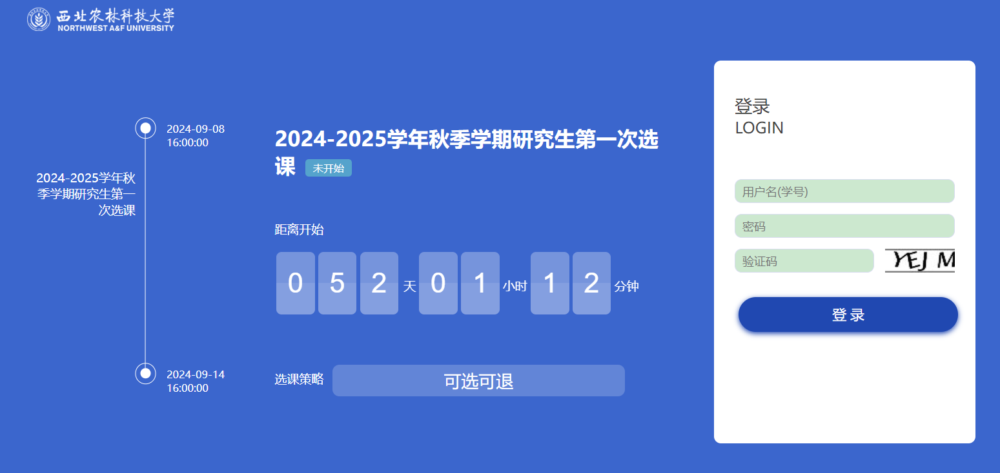 西北农林科技大学
NORTHWEST A&F UNIVERSITY
2024-09-08
16:00:00
2024-2025学年秋
季学期研究生第一
次选课
2024-09-14
16:00:00
2024-2025学年秋季学期研究生第一次选
课 未开始
距离开始
0 5 2 天 0 1 小时 1 2 分钟
选课策略 可选可退
登录
LOGIN
用户名(学号)
密码
验证码 YEJM
登 录